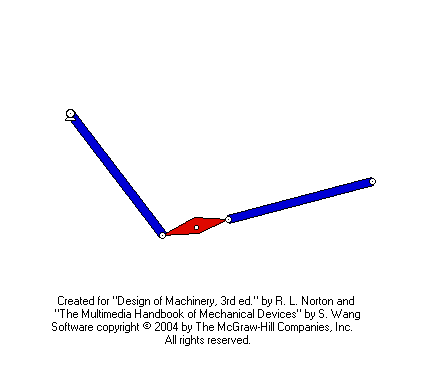 Created for "Design of Machinery, 3rd ed." by R. L. Norton and
"The Multimedia Handbook of Mechanical Devices" by S. Wang
Software copyright © 2004 by The McGraw-Hill Companies, Inc.
All rights reserved.